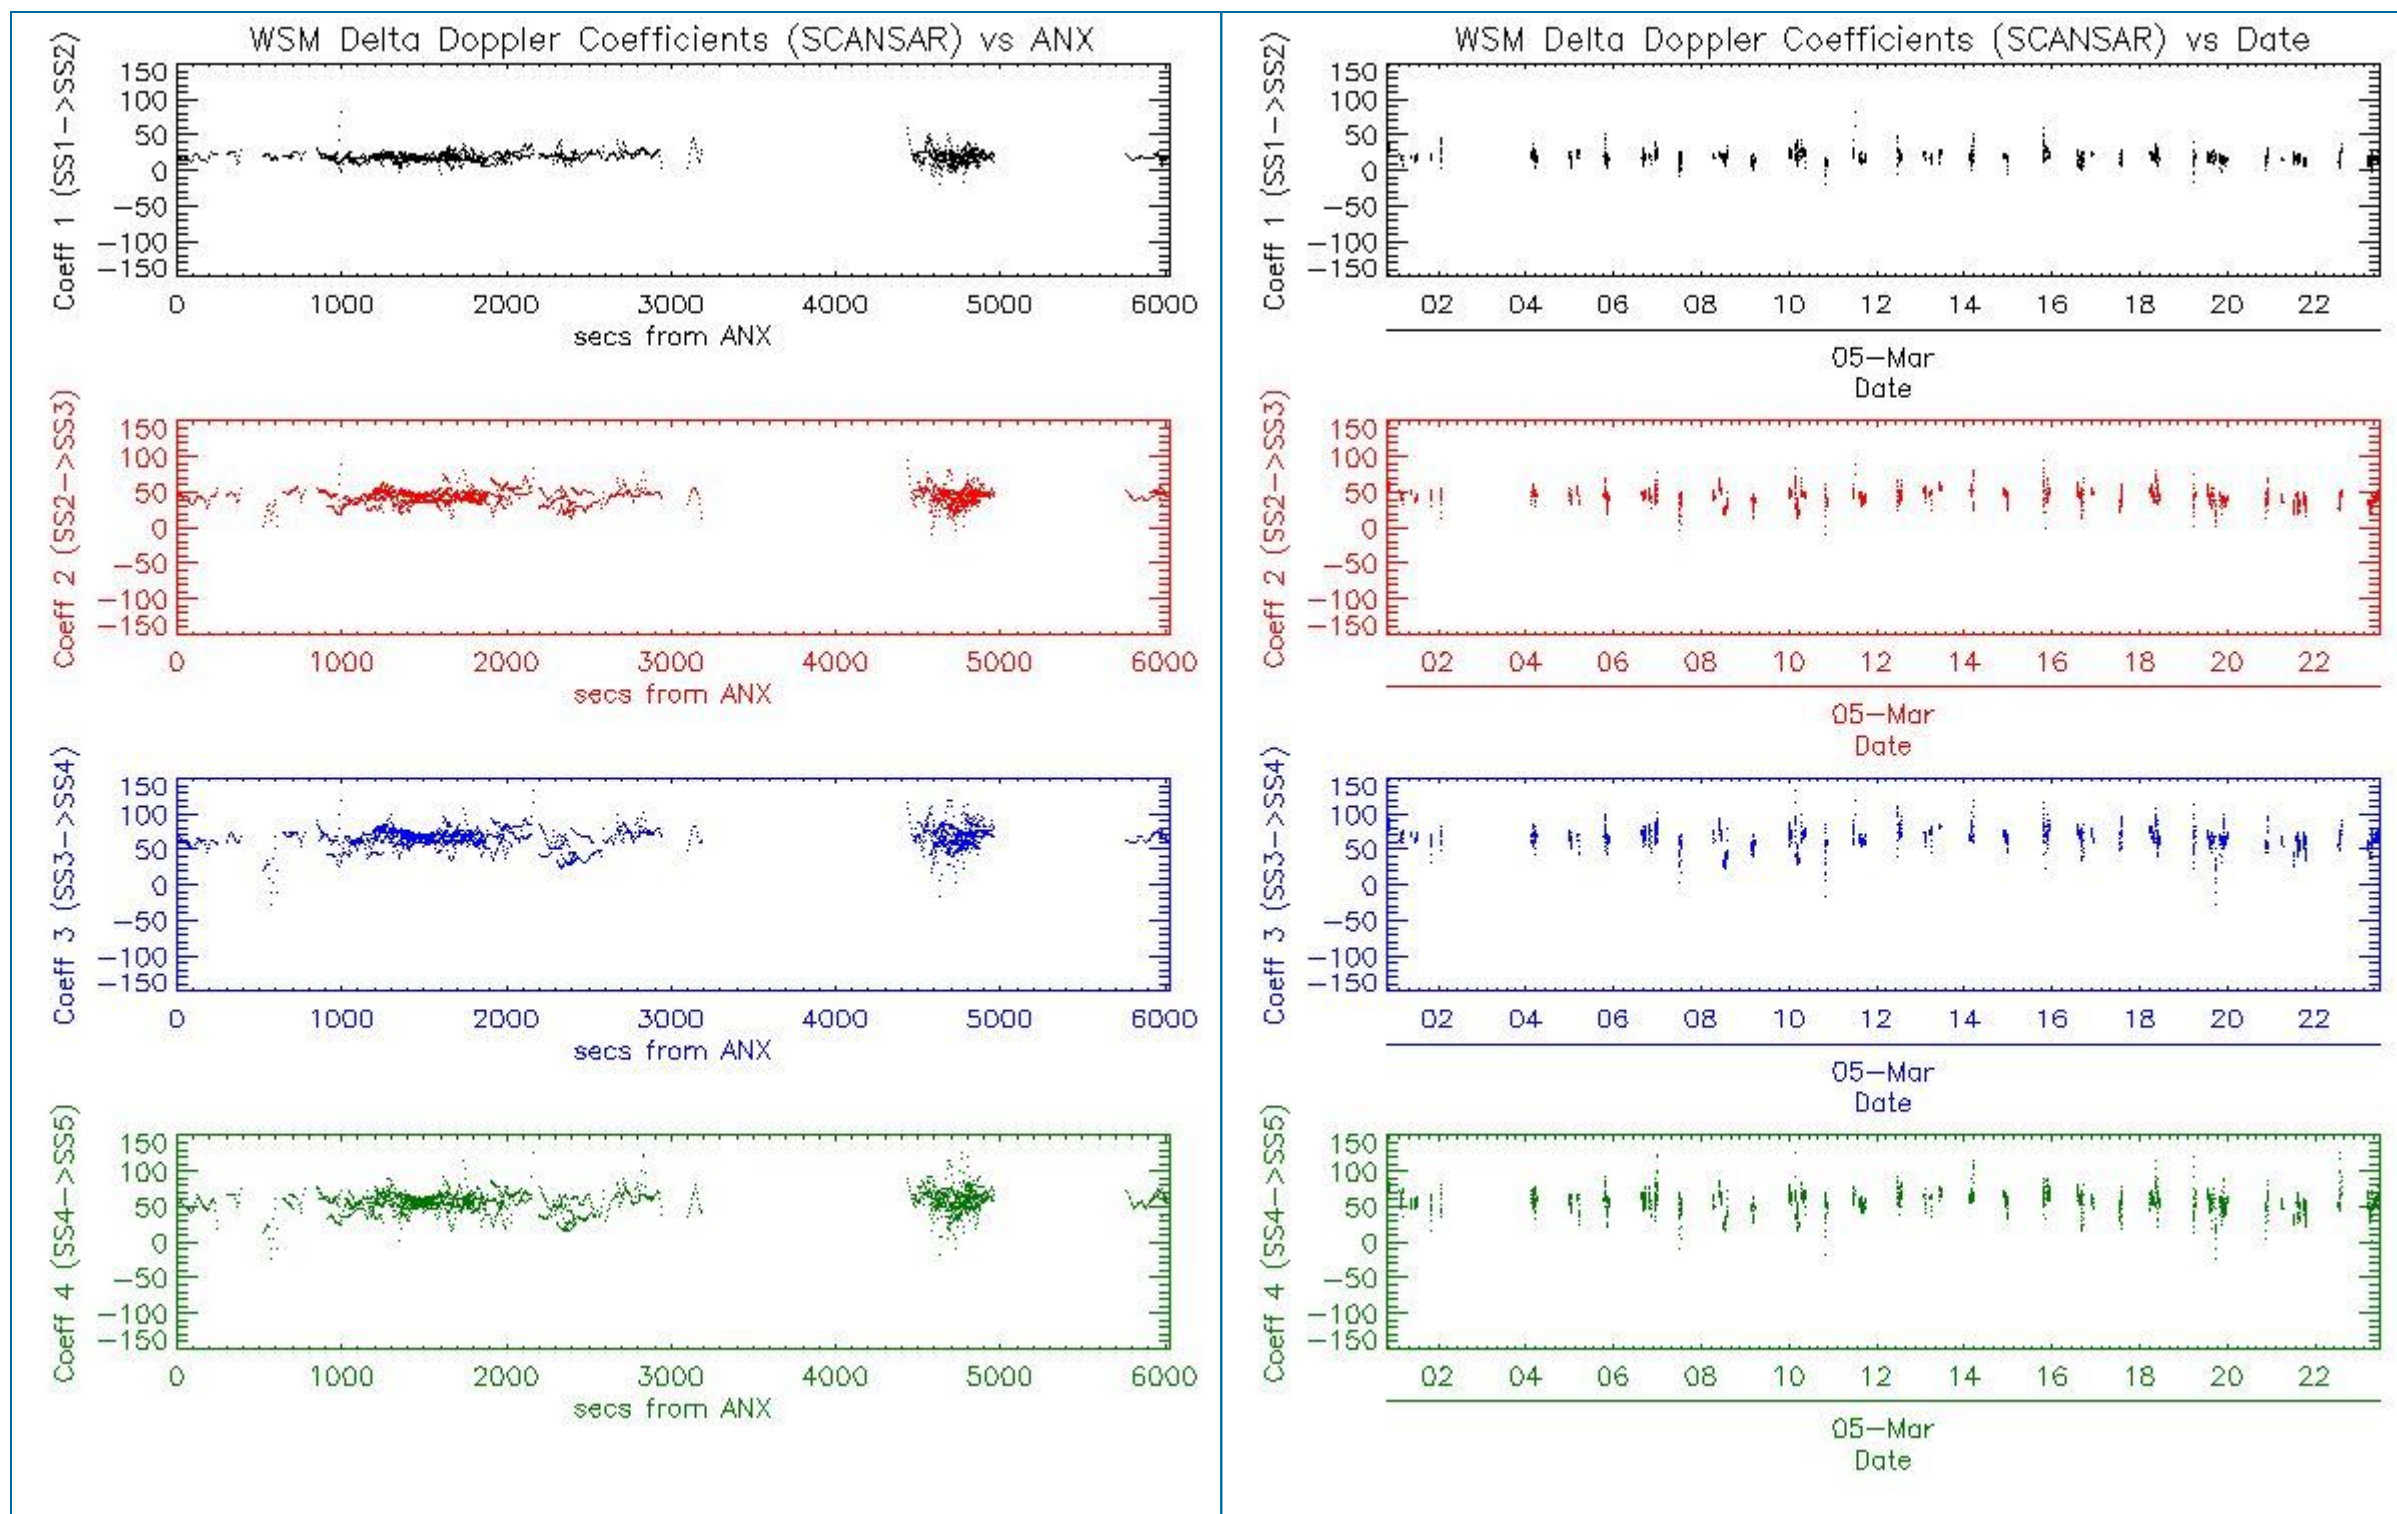 WSM Delta Doppler Coefficients (SCANSAR) vs ANX
Coeff 1 (SS1->SS2)
150
100
50
0
-50
-100
-150
0 1000 2000 3000 4000 5000 6000
secs from ANX
Coeff 2 (SS2->SS3)
150
100
50
0
-50
-100
-150
0 1000 2000 3000 4000 5000 6000
secs from ANX
Coeff 3 (SS3->SS4)
150
100
50
0
-50
-100
-150
0 1000 2000 3000 4000 5000 6000
secs from ANX
Coeff 4 (SS4->SS5)
150
100
50
0
-50
-100
-150
0 1000 2000 3000 4000 5000 6000
secs from ANX
WSM Delta Doppler Coefficients (SCANSAR) vs Date
Coeff 1 (SS1->SS2)
150
100
50
0
-50
-100
-150
02 04 06 08 10 12 14 16 18 20 22
05-Mar
Date
Coeff 2 (SS2->SS3)
150
100
50
0
-50
-100
-150
02 04 06 08 10 12 14 16 18 20 22
05-Mar
Date
Coeff 3 (SS3->SS4)
150
100
50
0
-50
-100
-150
02 04 06 08 10 12 14 16 18 20 22
05-Mar
Date
Coeff 4 (SS4->SS5)
150
100
50
0
-50
-100
-150
02 04 06 08 10 12 14 16 18 20 22
05-Mar
Date